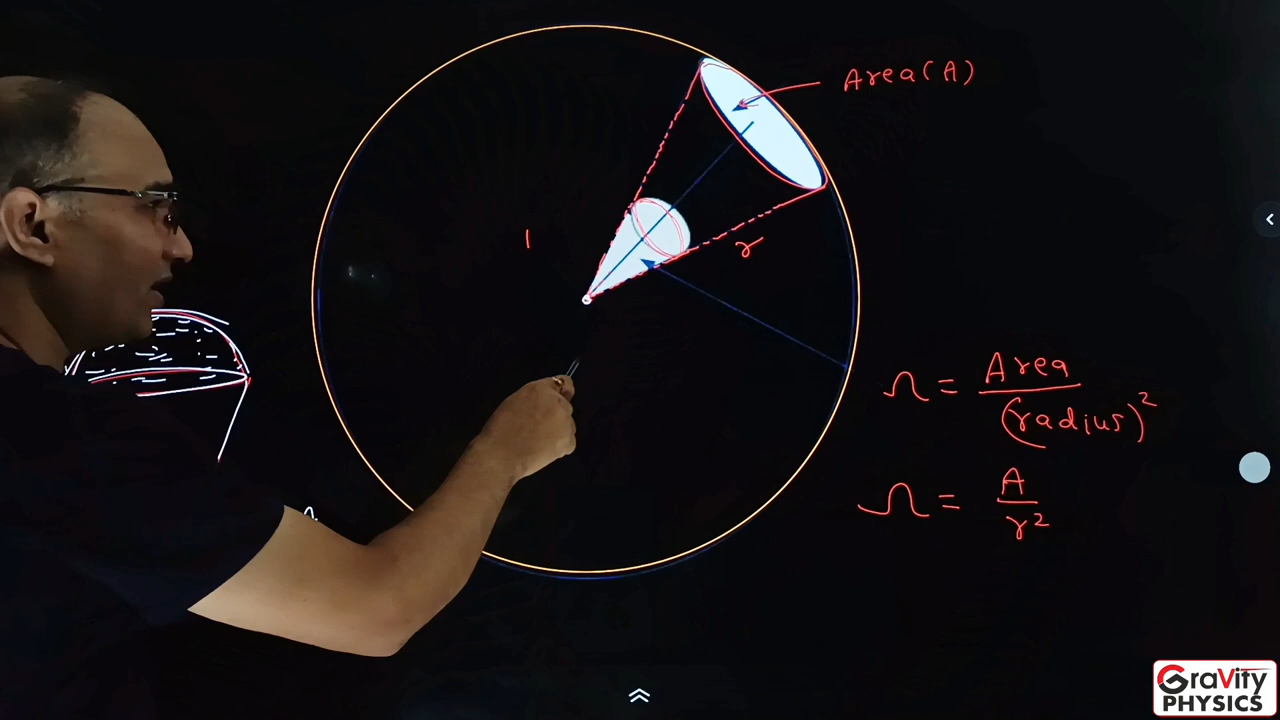 Area(A)
1
r
Ω = Area / (radius)²
Ω = A / r²
GraVity
PHYSICS